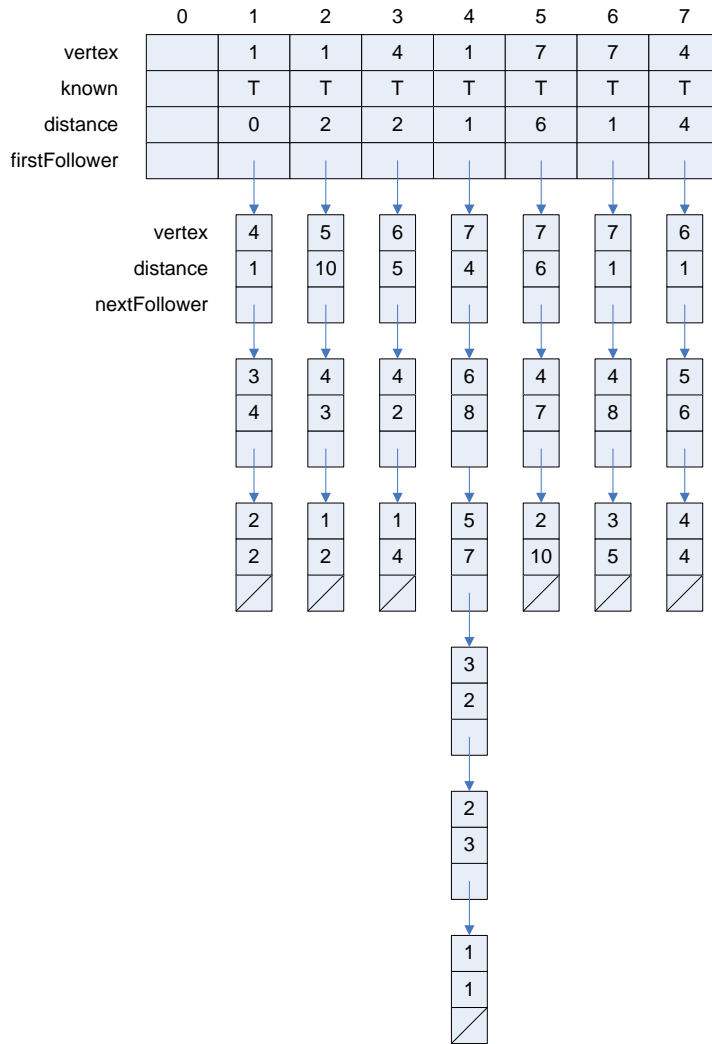 0 1 2 3 4 5 6 7
vertex 1 1 4 1 7 7 4
known T T T T T T T
distance 0 2 2 1 6 1 4
firstFollower
vertex 4 5 6 7 7 7 6
distance 1 10 5 4 6 1 1
nextFollower
3 4 4 6 4 4 5
4 3 2 8 7 8 6
2 1 1 5 2 3 4
2 2 4 7 10 5 4
3
2
2
3
1
1